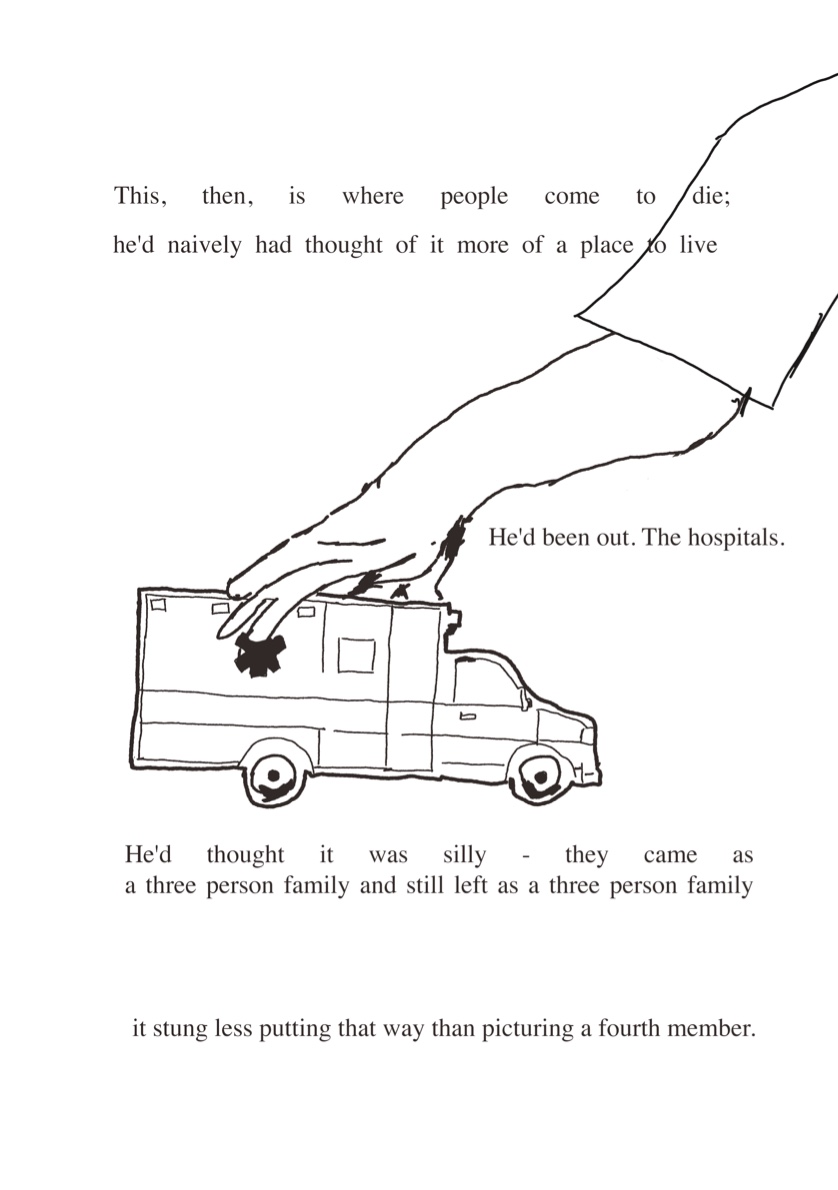 This, then, is where people come to die;
he'd naively had thought of it more of a place to live
He'd been out. The hospitals.
He'd thought it was silly - they came as
a three person family and still left as a three person family
it stung less putting that way than picturing a fourth member.